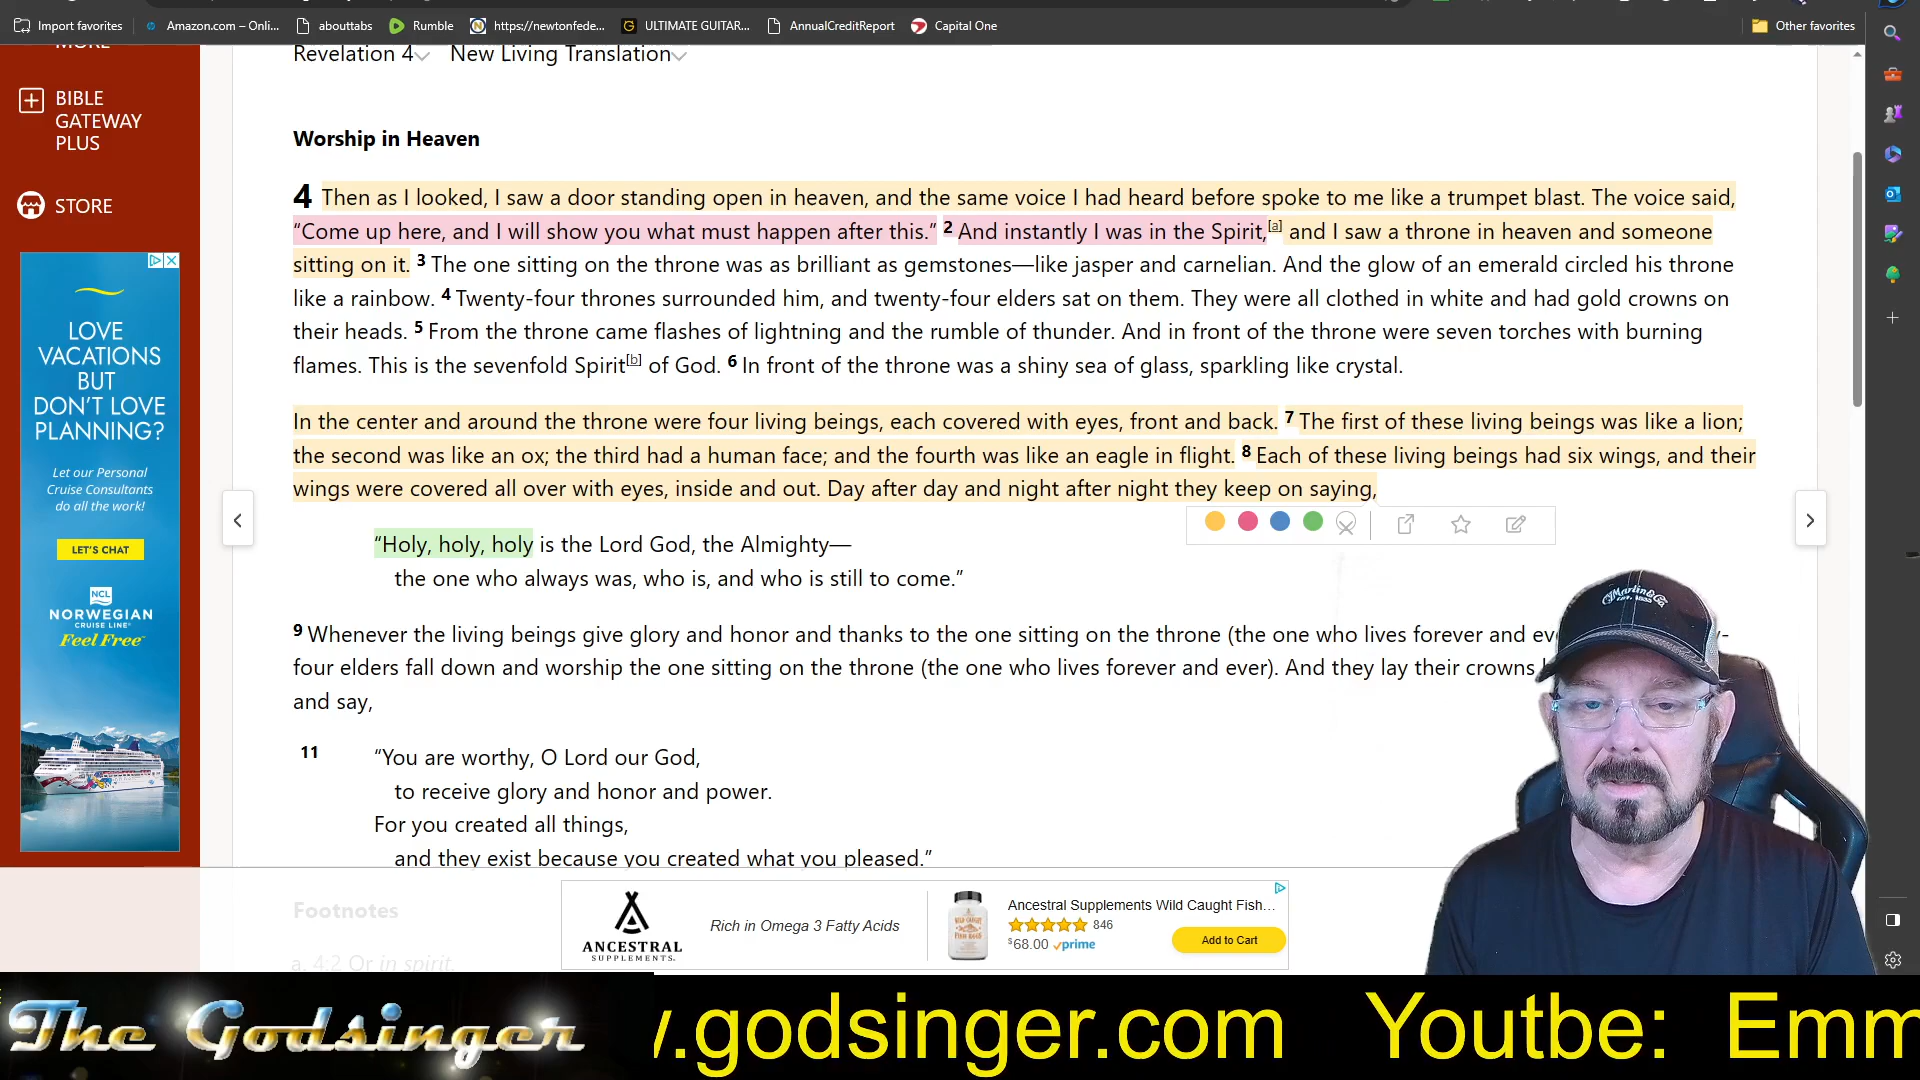 Import favorites
Amazon.com – Onli...
abouttabs
Rumble
https://newtonfede...
ULTIMATE GUITAR...
AnnualCreditReport
Capital One
Other favorites
MORE
BIBLE
GATEWAY
PLUS
STORE
LOVE
VACATIONS
BUT
DON'T LOVE
PLANNING?
Let our Personal
Cruise Consultants
do all the work!
LET'S CHAT
NCL
NORWEGIAN
CRUISE LINE
Feel Free
Revelation 4 New Living Translation
Worship in Heaven
4 Then as I looked, I saw a door standing open in heaven, and the same voice I had heard before spoke to me like a trumpet blast. The voice said,
“Come up here, and I will show you what must happen after this.” 2 And instantly I was in the Spirit,[a] and I saw a throne in heaven and someone
sitting on it. 3 The one sitting on the throne was as brilliant as gemstones—like jasper and carnelian. And the glow of an emerald circled his throne
like a rainbow. 4 Twenty-four thrones surrounded him, and twenty-four elders sat on them. They were all clothed in white and had gold crowns on
their heads. 5 From the throne came flashes of lightning and the rumble of thunder. And in front of the throne were seven torches with burning
flames. This is the sevenfold Spirit[b] of God. 6 In front of the throne was a shiny sea of glass, sparkling like crystal.
In the center and around the throne were four living beings, each covered with eyes, front and back. 7 The first of these living beings was like a lion;
the second was like an ox; the third had a human face; and the fourth was like an eagle in flight. 8 Each of these living beings had six wings, and their
wings were covered all over with eyes, inside and out. Day after day and night after night they keep on saying,
“Holy, holy, holy is the Lord God, the Almighty—
the one who always was, who is, and who is still to come.”
9 Whenever the living beings give glory and honor and thanks to the one sitting on the throne (the one who lives forever and
four elders fall down and worship the one sitting on the throne (the one who lives forever and ever). And they lay their crowns
and say,
11 “You are worthy, O Lord our God,
to receive glory and honor and power.
For you created all things,
and they exist because you created what you pleased.”
Footnotes
a. 4:2 Or in spirit.
ANCESTRAL
SUPPLEMENTS.
Rich in Omega 3 Fatty Acids
Ancestral Supplements Wild Caught Fish...
846
$68.00 prime
Add to Cart
C.F. Martin & Co
EST. 1833
The Godsinger
.godsinger.com Youtbe: Emm